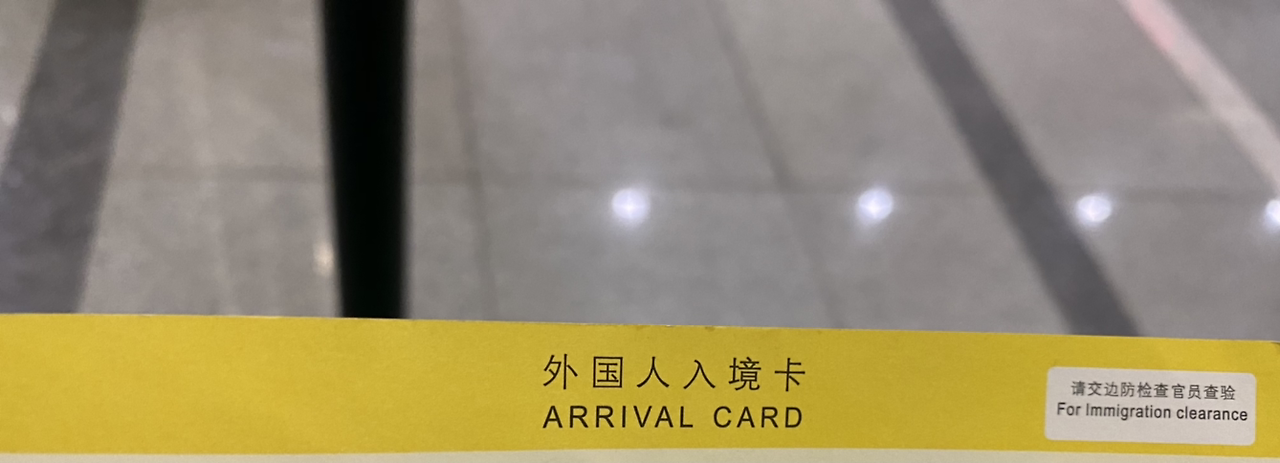 外国人入境卡
ARRIVAL CARD
请交边防检查官员查验
For Immigration clearance